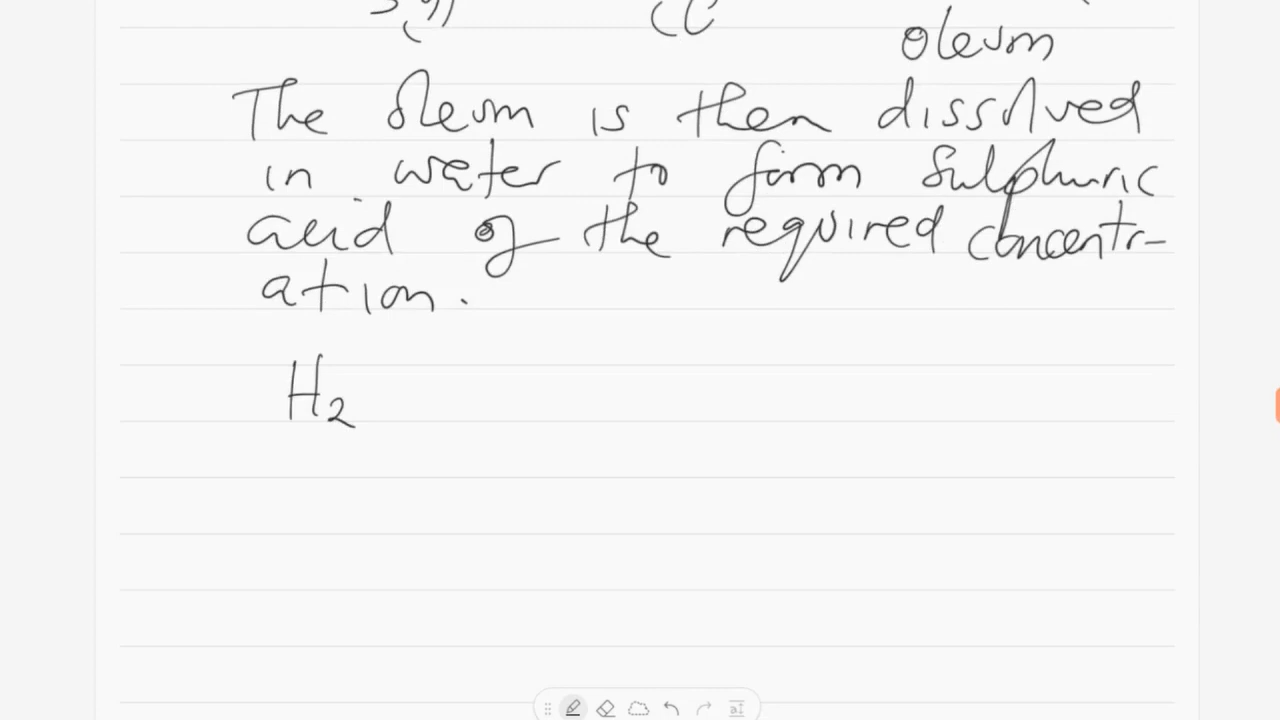 oleum
The oleum is then dissolved
in water to form Sulphuric
acid of the required concentr-
ation.
H2